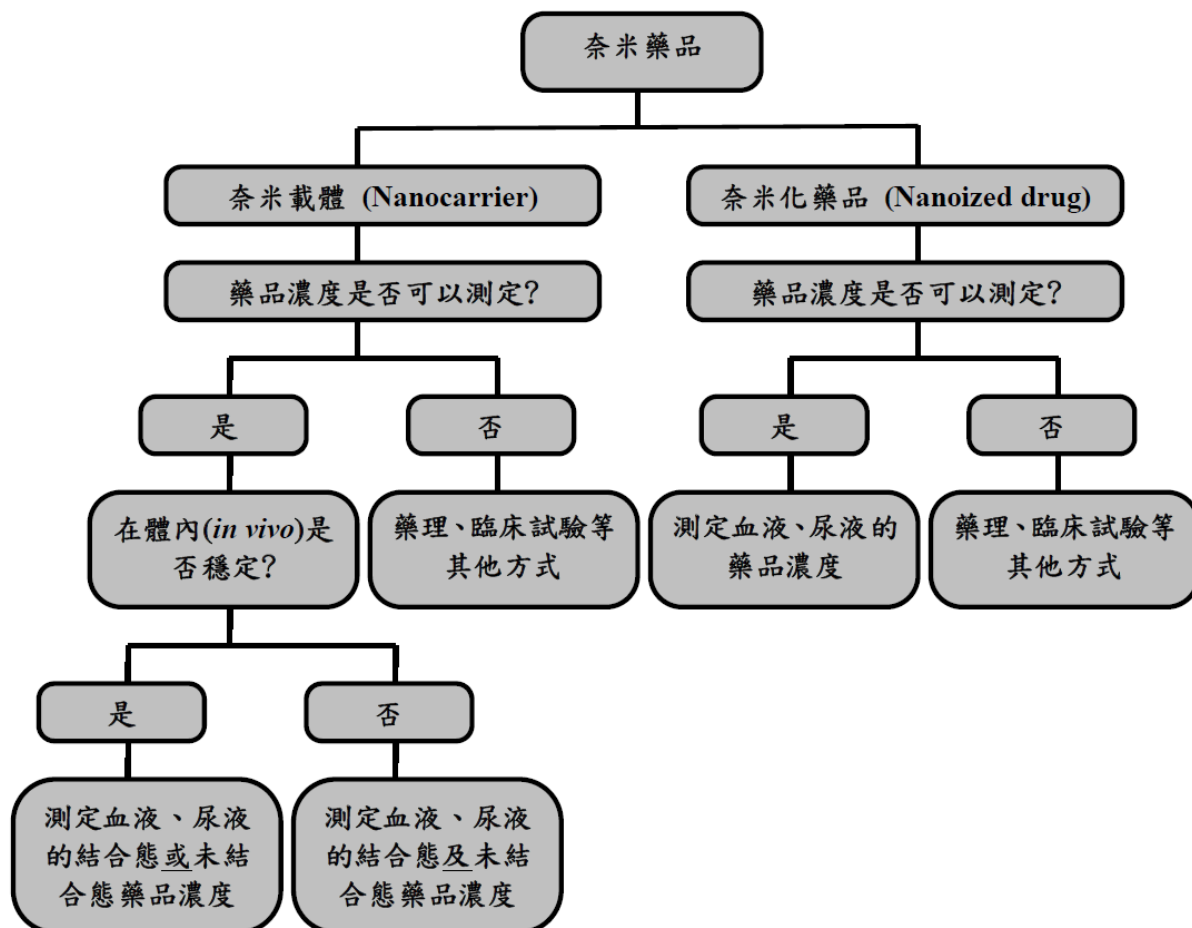 奈米藥品
奈米載體 (Nanocarrier)
奈米化藥品 (Nanoized drug)
藥品濃度是否可以測定?
藥品濃度是否可以測定?
是
否
是
否
在體內(in vivo)是
否穩定?
藥理、臨床試驗等
其他方式
測定血液、尿液的
藥品濃度
藥理、臨床試驗等
其他方式
是
否
測定血液、尿液
的結合態或未結
合態藥品濃度
測定血液、尿液
的結合態及未結
合態藥品濃度